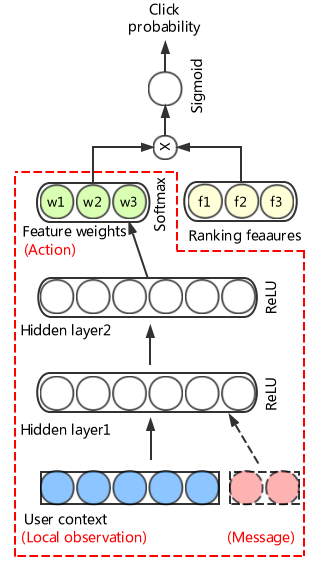 Click
probability
Sigmoid
X
w1 w2 w3
Softmax
f1 f2 f3
Feature weights
(Action)
Ranking feaaures
ReLU
Hidden layer2
ReLU
Hidden layer1
User context
(Local observation)
(Message)